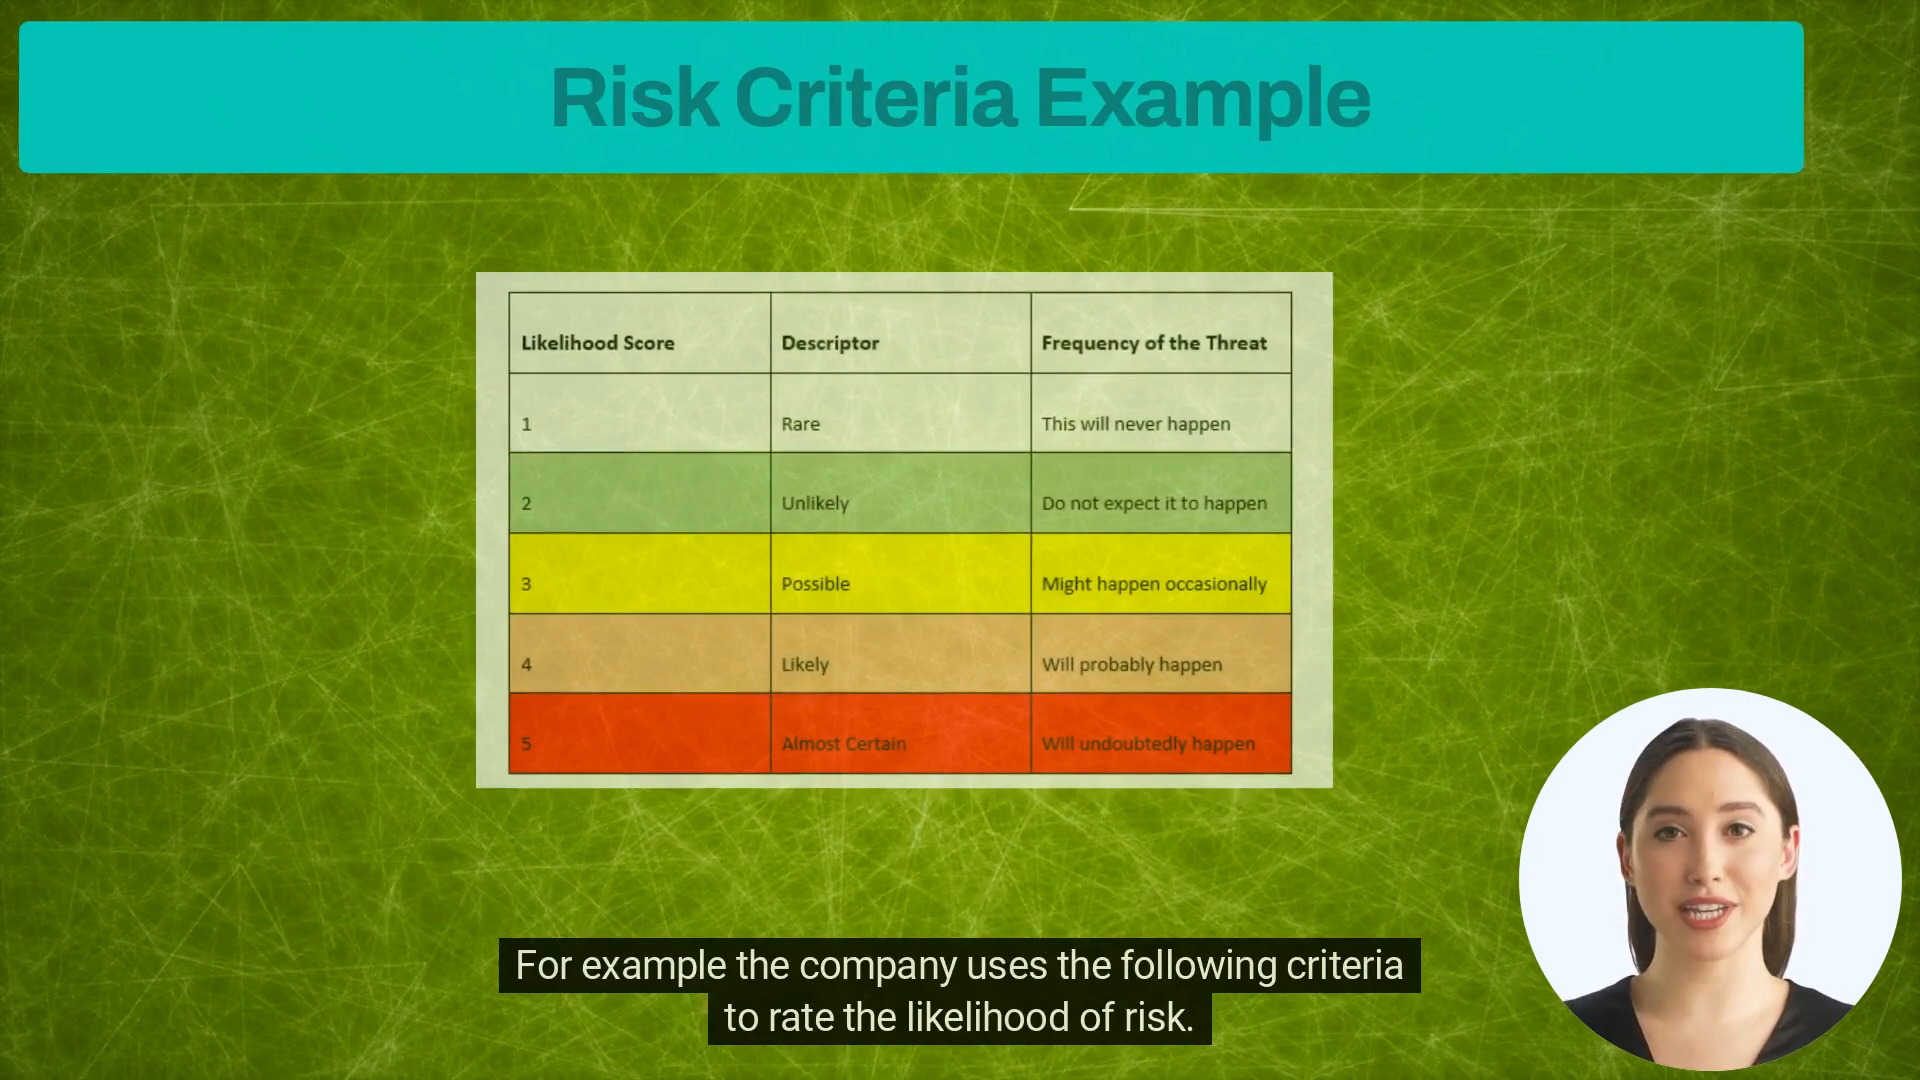 Risk Criteria Example
Likelihood Score Descriptor Frequency of the Threat
1 Rare This will never happen
2 Unlikely Do not expect it to happen
3 Possible Might happen occasionally
4 Likely Will probably happen
5 Almost Certain Will undoubtedly happen
For example the company uses the following criteria
to rate the likelihood of risk.